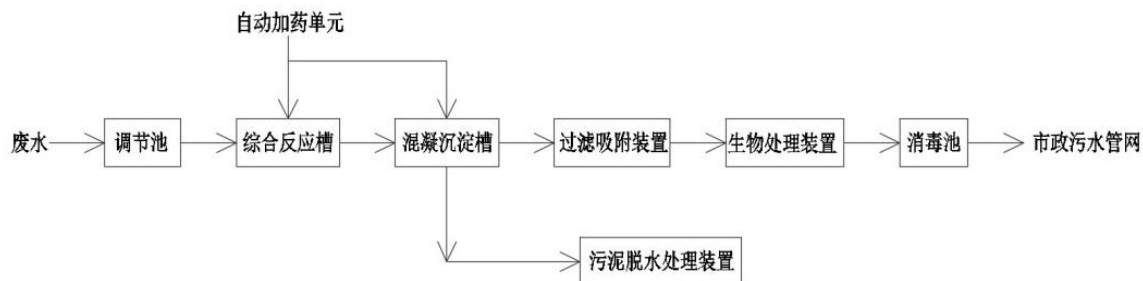 自动加药单元
废水
调节池
综合反应槽
混凝沉淀槽
过滤吸附装置
生物处理装置
消毒池
市政污水管网
污泥脱水处理装置